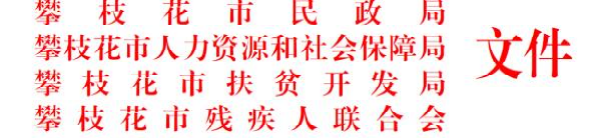 攀枝花市民政局
攀枝花市人力资源和社会保障局
攀枝花市扶贫开发局
攀枝花市残疾人联合会
文件